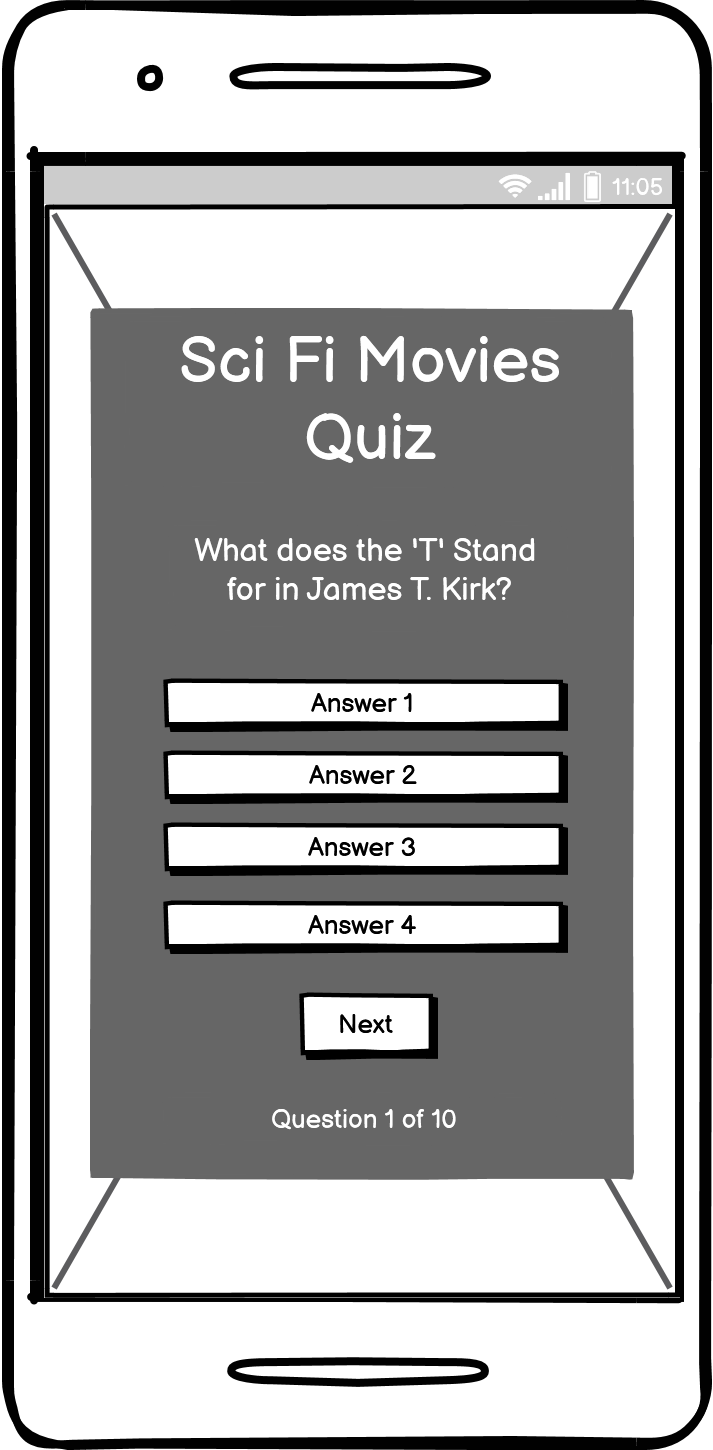 11:05
Sci Fi Movies
Quiz
What does the 'T' Stand
for in James T. Kirk?
Answer 1
Answer 2
Answer 3
Answer 4
Next
Question 1 of 10